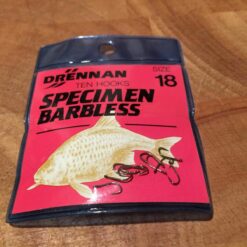 DRENNAN
TEN HOOKS
SIZE
18
SPECIMEN
BARBLESS